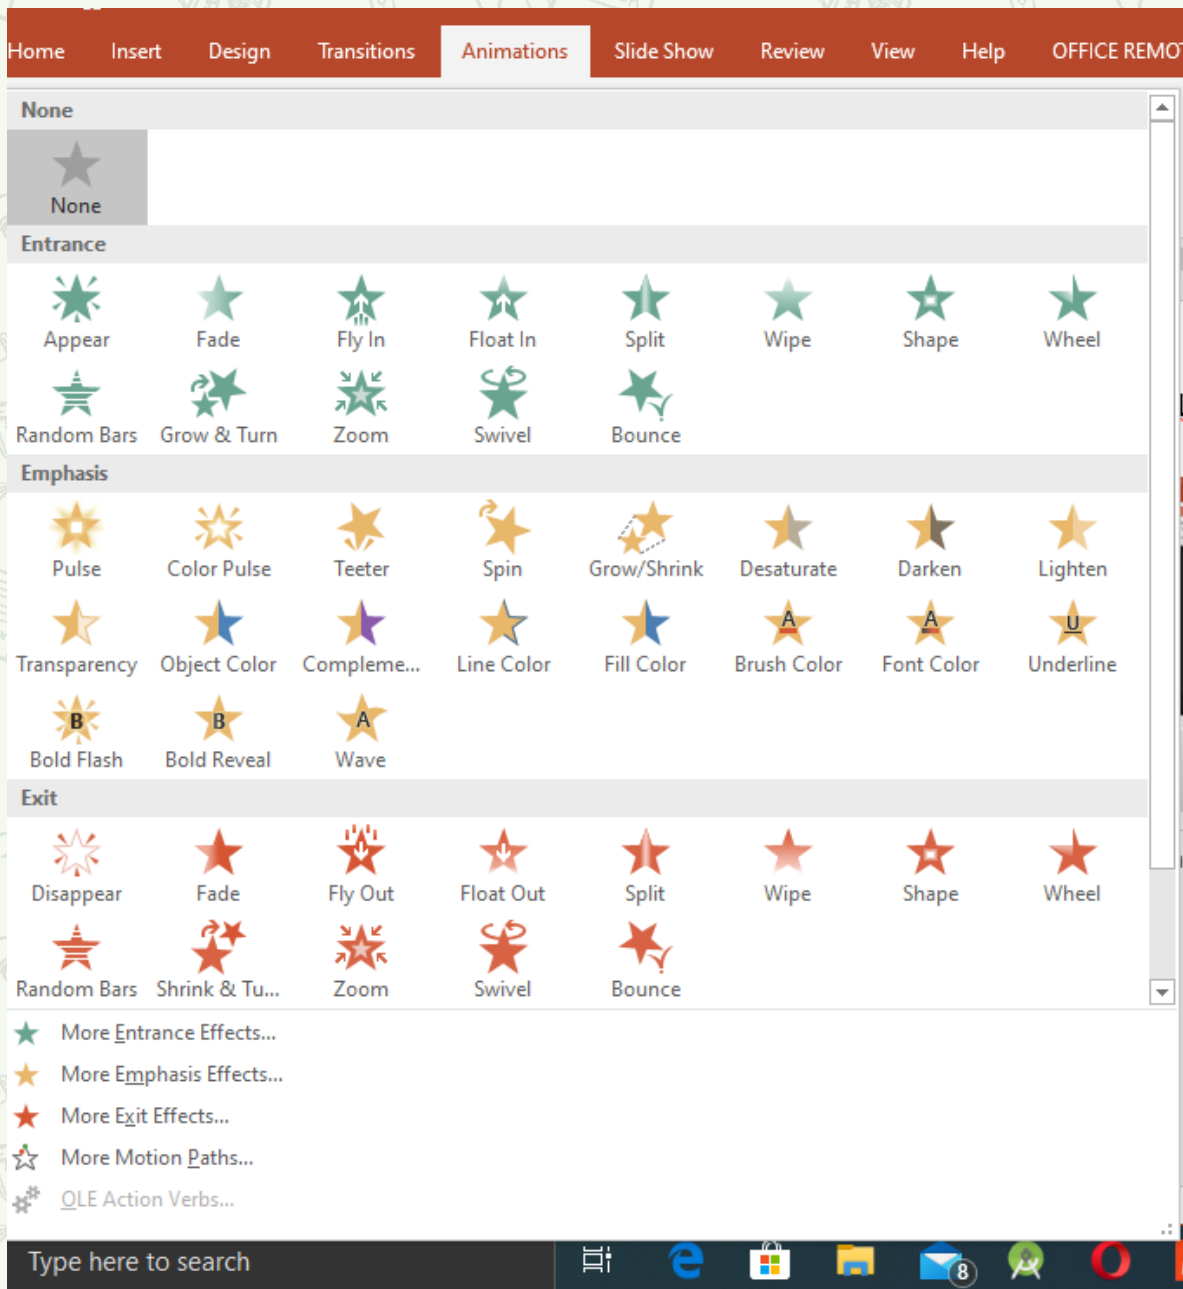 Home Insert Design Transitions Animations Slide Show Review View Help OFFICE REMOT
None
None
Entrance
Appear Fade Fly In Float In Split Wipe Shape Wheel
Random Bars Grow & Turn Zoom Swivel Bounce
Emphasis
Pulse Color Pulse Teeter Spin Grow/Shrink Desaturate Darken Lighten
Transparency Object Color Compleme... Line Color Fill Color Brush Color Font Color Underline
Bold Flash Bold Reveal Wave
Exit
Disappear Fade Fly Out Float Out Split Wipe Shape Wheel
Random Bars Shrink & Tu... Zoom Swivel Bounce
More Entrance Effects...
More Emphasis Effects...
More Exit Effects...
More Motion Paths...
OLE Action Verbs...
Type here to search 8